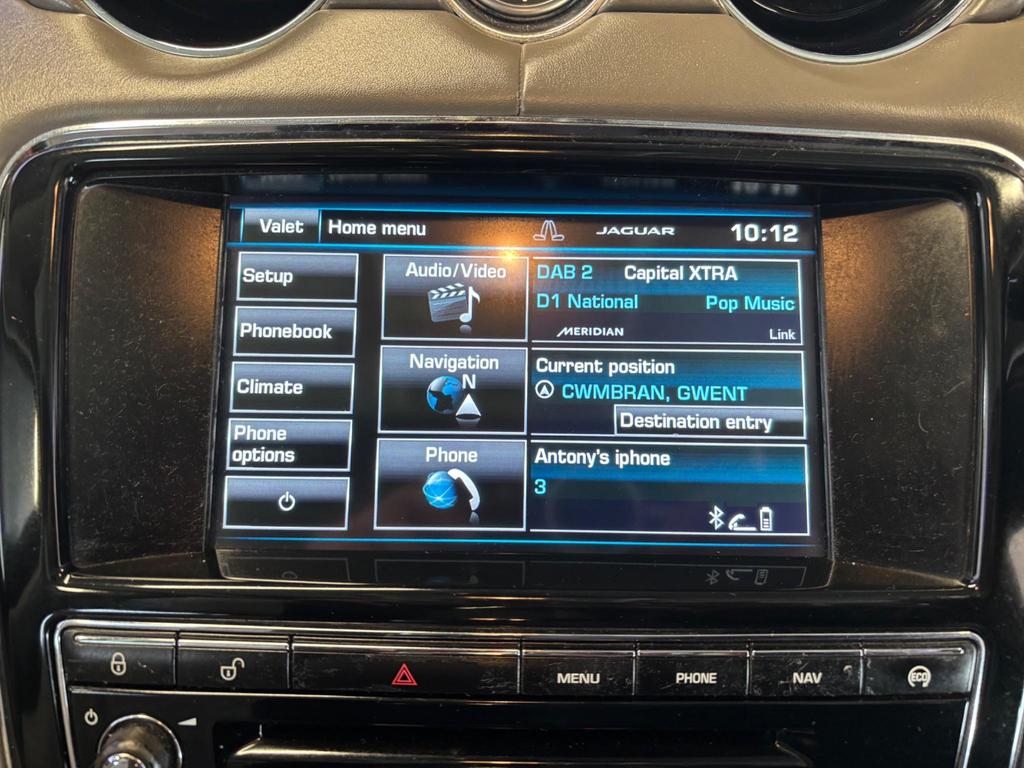 Valet Home menu JAGUAR 10:12
Setup
Phonebook
Climate
Phone
options
Audio/Video
Navigation
N
Phone
DAB 2 Capital XTRA
D1 National Pop Music
MERIDIAN Link
Current position
CWMBRAN, GWENT
Destination entry
Antony's iphone
3
MENU PHONE NAV ECO